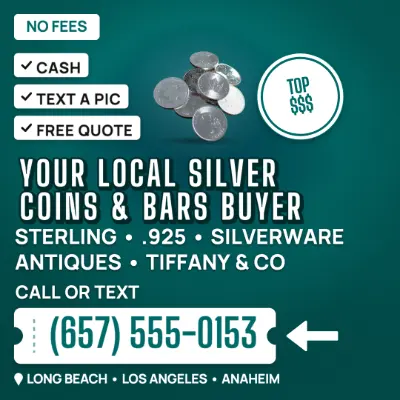 NO FEES
CASH
TEXT A PIC
FREE QUOTE
TOP
$$$
YOUR LOCAL SILVER
COINS & BARS BUYER
STERLING • .925 • SILVERWARE
ANTIQUES • TIFFANY & CO
CALL OR TEXT
(657) 555-0153
LONG BEACH • LOS ANGELES • ANAHEIM